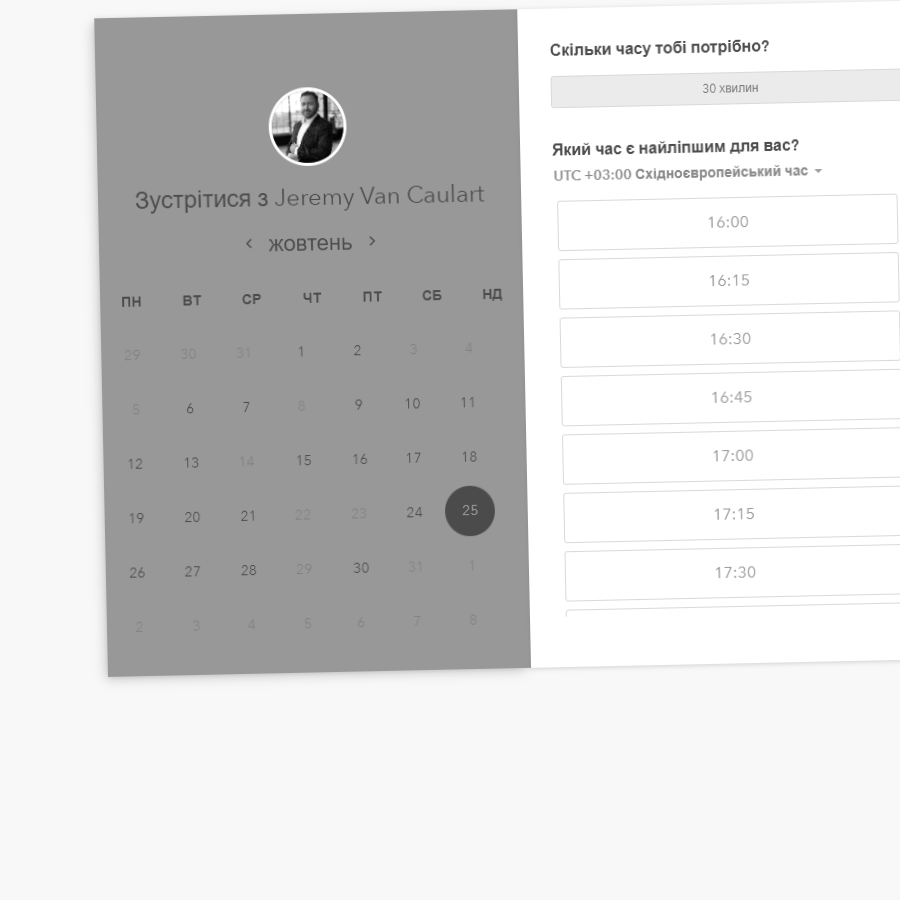 Зустрітися з Jeremy Van Caulart
‹ жовтень ›
ПН ВТ СР ЧТ ПТ СБ НД
29 30 31 1 2 3 4
5 6 7 8 9 10 11
12 13 14 15 16 17 18
19 20 21 22 23 24 25
26 27 28 29 30 31 1
2 3 4 5 6 7 8
Скільки часу тобі потрібно?
30 хвилин
Який час є найліпшим для вас?
UTC +03:00 Східноєвропейський час
16:00
16:15
16:30
16:45
17:00
17:15
17:30